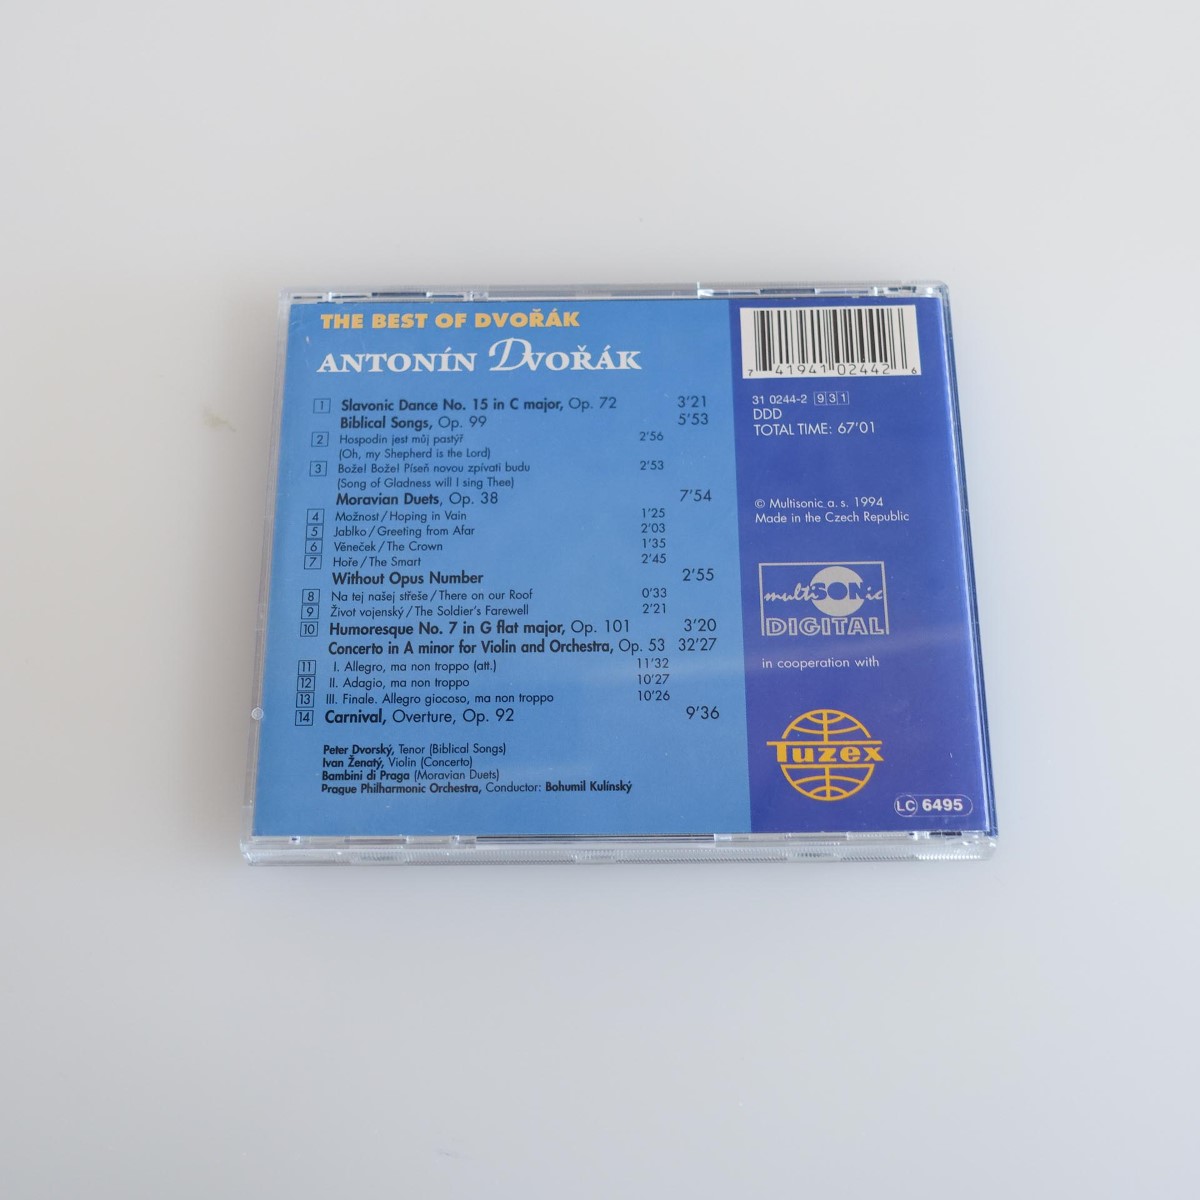 THE BEST OF DVOŘÁK
ANTONÍN DVOŘÁK
1 Slavonic Dance No. 15 in C major, Op. 72 3'21
Biblical Songs, Op. 99 5'53
2 Hospodin jest můj pastýř 2'56
(Oh, my Shepherd is the Lord)
3 Bože! Bože! Píseň novou zpívati budu 2'53
(Song of Gladness will I sing Thee)
Moravian Duets, Op. 38 7'54
4 Možnost/Hoping in Vain 1'25
5 Jablko/Greeting from Afar 2'03
6 Věneček/The Crown 1'35
7 Hoře/The Smart 2'45
Without Opus Number 2'55
8 Na tej našej střeše/There on our Roof 0'33
9 Život vojenský/The Soldier's Farewell 2'21
10 Humoresque No. 7 in G flat major, Op. 101 3'20
Concerto in A minor for Violin and Orchestra, Op. 53 32'27
11 I. Allegro, ma non troppo (att.) 11'32
12 II. Adagio, ma non troppo 10'27
13 III. Finale. Allegro giocoso, ma non troppo 10'26
14 Carnival, Overture, Op. 92 9'36
Peter Dvorský, Tenor (Biblical Songs)
Ivan Ženatý, Violin (Concerto)
Bambini di Praga (Moravian Duets)
Prague Philharmonic Orchestra, Conductor: Bohumil Kulínský
7 41941 02442 6
31 0244-2 931
DDD
TOTAL TIME: 67'01
© Multisonic a. s. 1994
Made in the Czech Republic
multiSONic
DIGITAL
in cooperation with
Tuzex
LC 6495